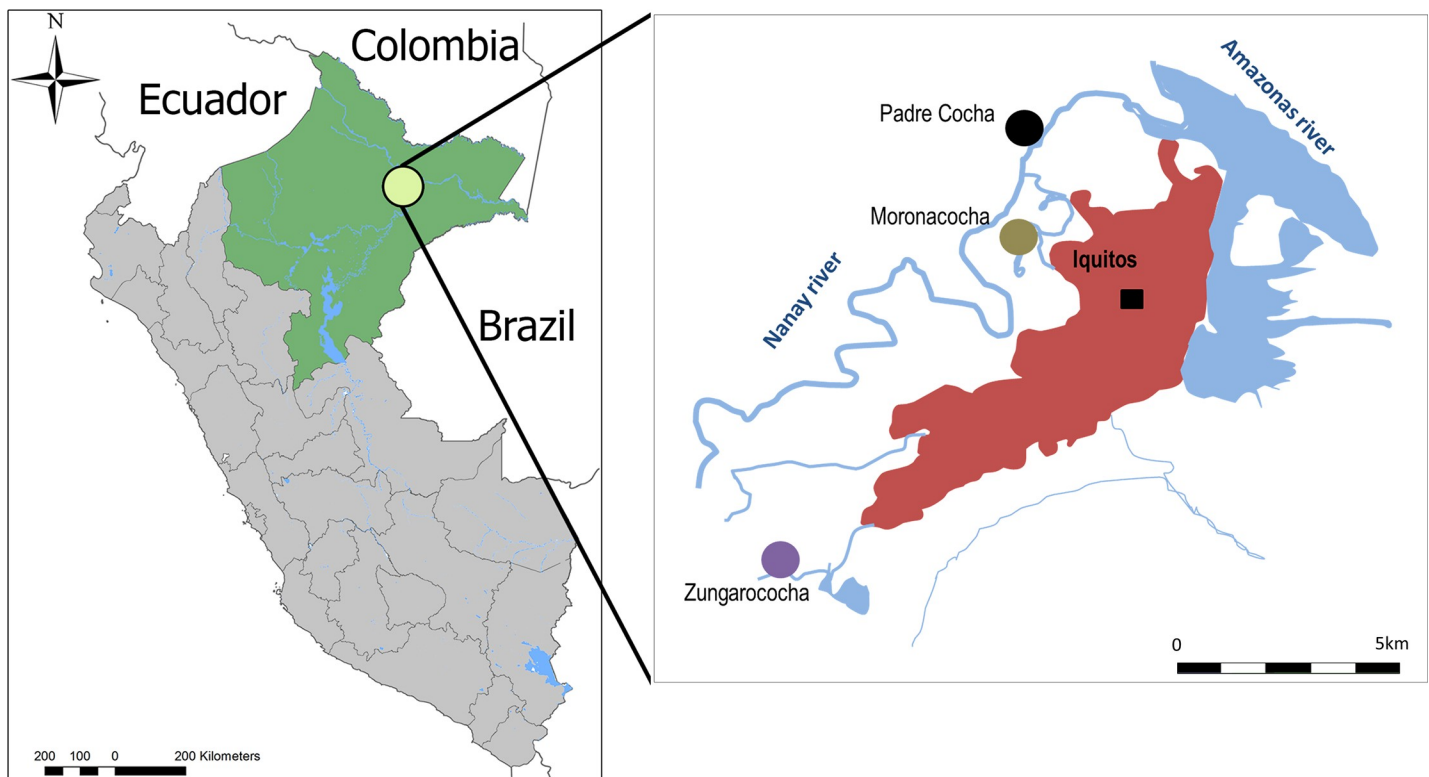 N
Colombia
Ecuador
Brazil
200 100 0 200 Kilometers
Amazonas river
Padre Cocha
Moronacocha
Iquitos
Nanay river
Zungarococha
0 5km